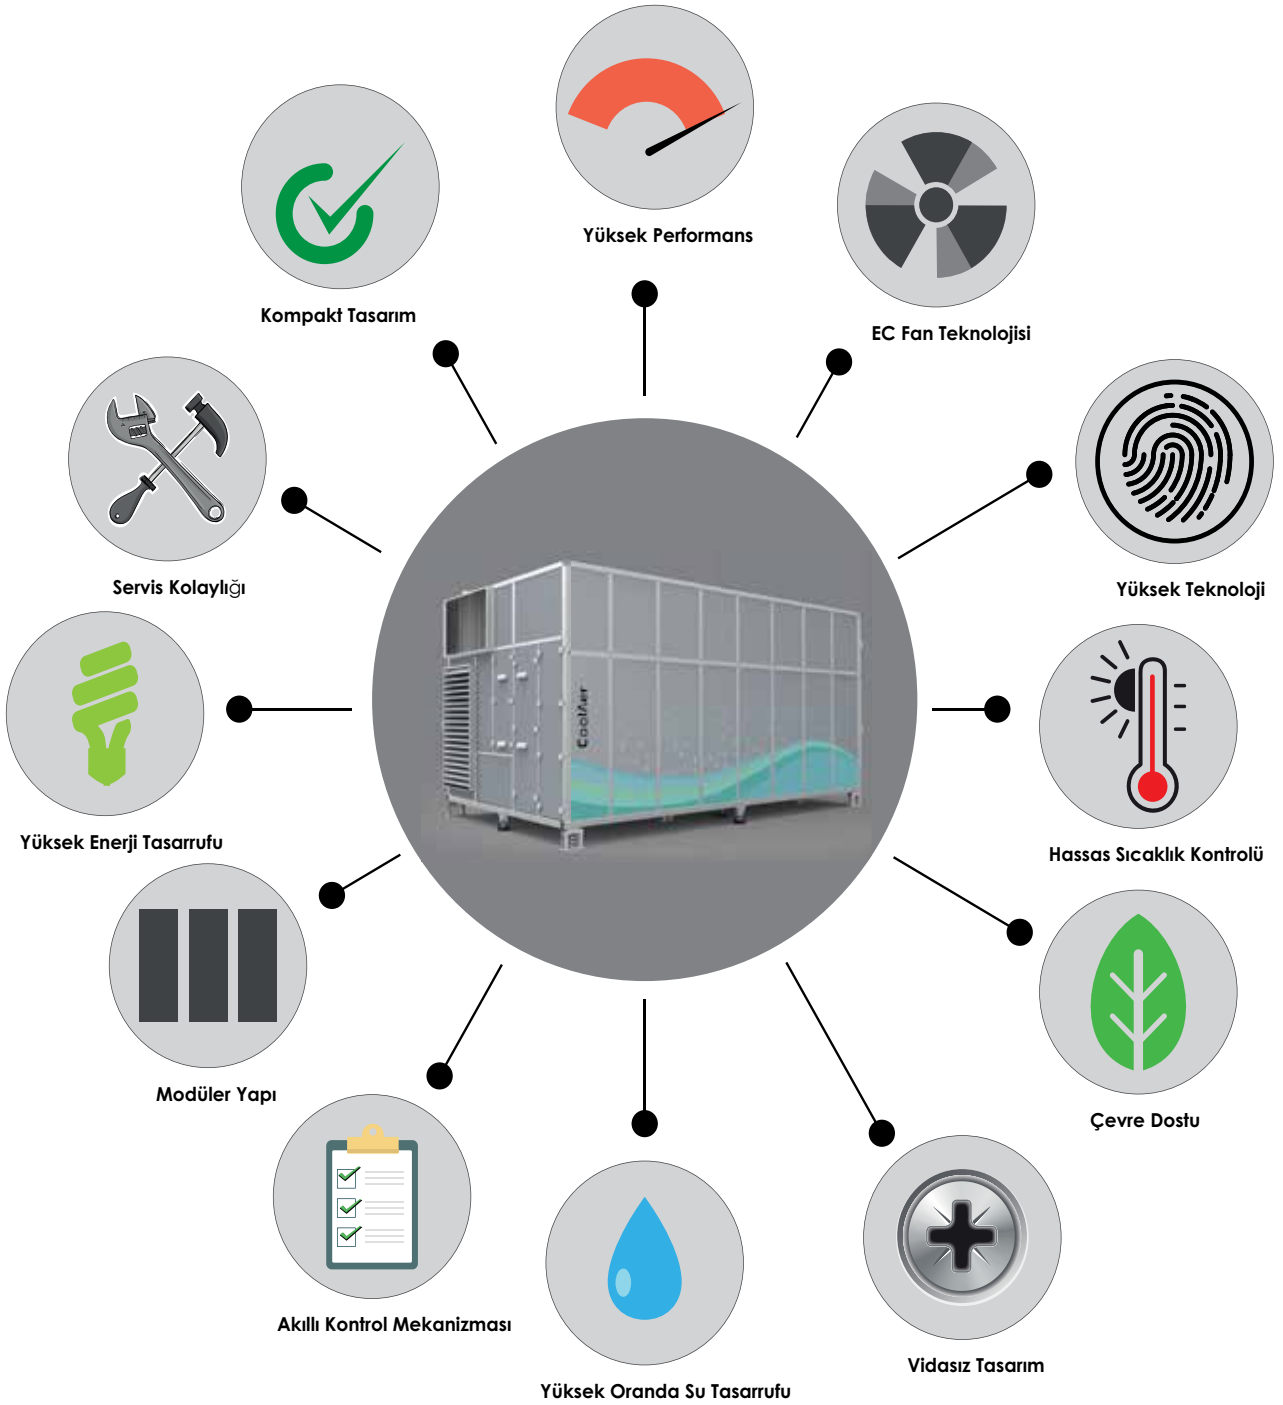 Yüksek Performans
Kompakt Tasarım
EC Fan Teknolojisi
Servis Kolaylığı
Yüksek Teknoloji
CoolAer
Yüksek Enerji Tasarrufu
Hassas Sıcaklık Kontrolü
Modüler Yapı
Çevre Dostu
Akıllı Kontrol Mekanizması
Vidasız Tasarım
Yüksek Oranda Su Tasarrufu